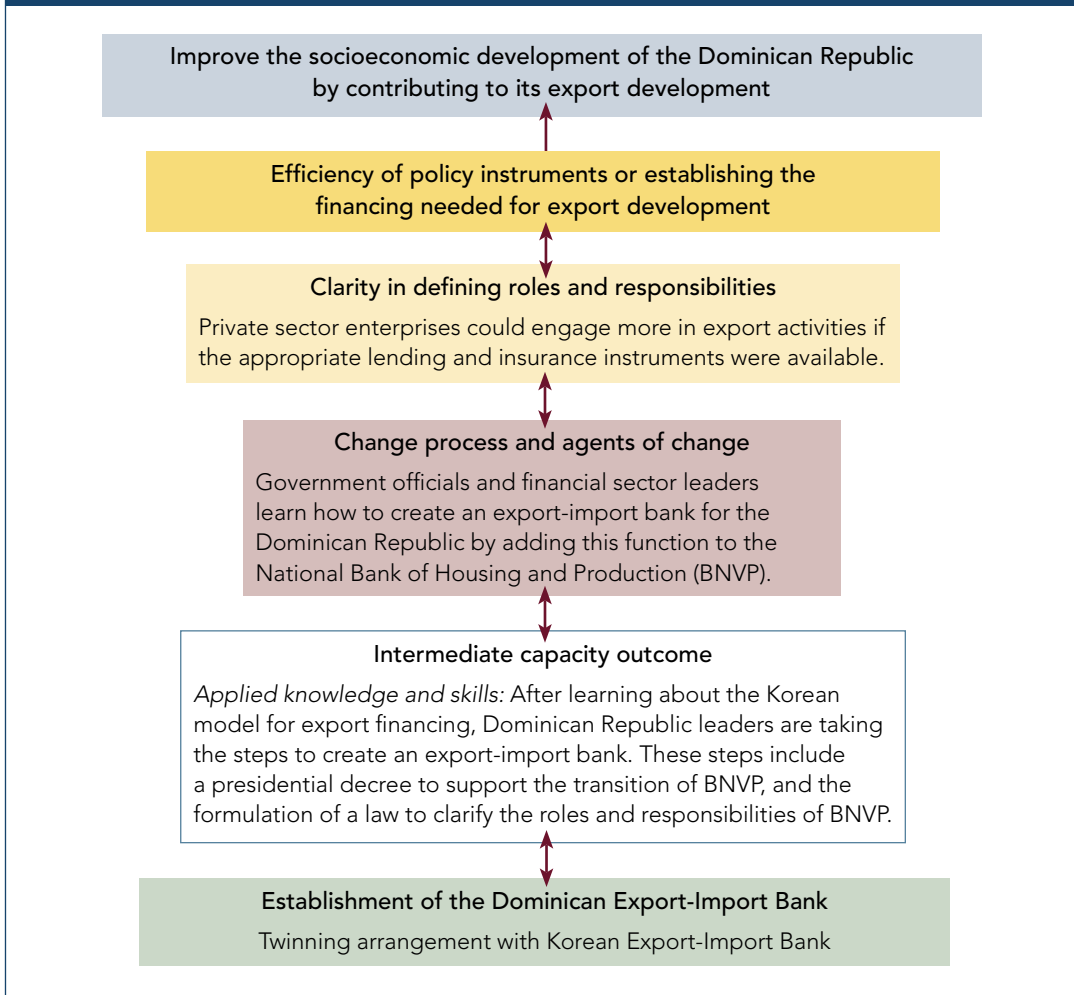 Improve the socioeconomic development of the Dominican Republic
by contributing to its export development
Efficiency of policy instruments or establishing the
financing needed for export development
Clarity in defining roles and responsibilities
Private sector enterprises could engage more in export activities if
the appropriate lending and insurance instruments were available.
Change process and agents of change
Government officials and financial sector leaders
learn how to create an export-import bank for the
Dominican Republic by adding this function to the
National Bank of Housing and Production (BNVP).
Intermediate capacity outcome
Applied knowledge and skills: After learning about the Korean
model for export financing, Dominican Republic leaders are taking
the steps to create an export-import bank. These steps include
a presidential decree to support the transition of BNVP, and the
formulation of a law to clarify the roles and responsibilities of BNVP.
Establishment of the Dominican Export-Import Bank
Twinning arrangement with Korean Export-Import Bank